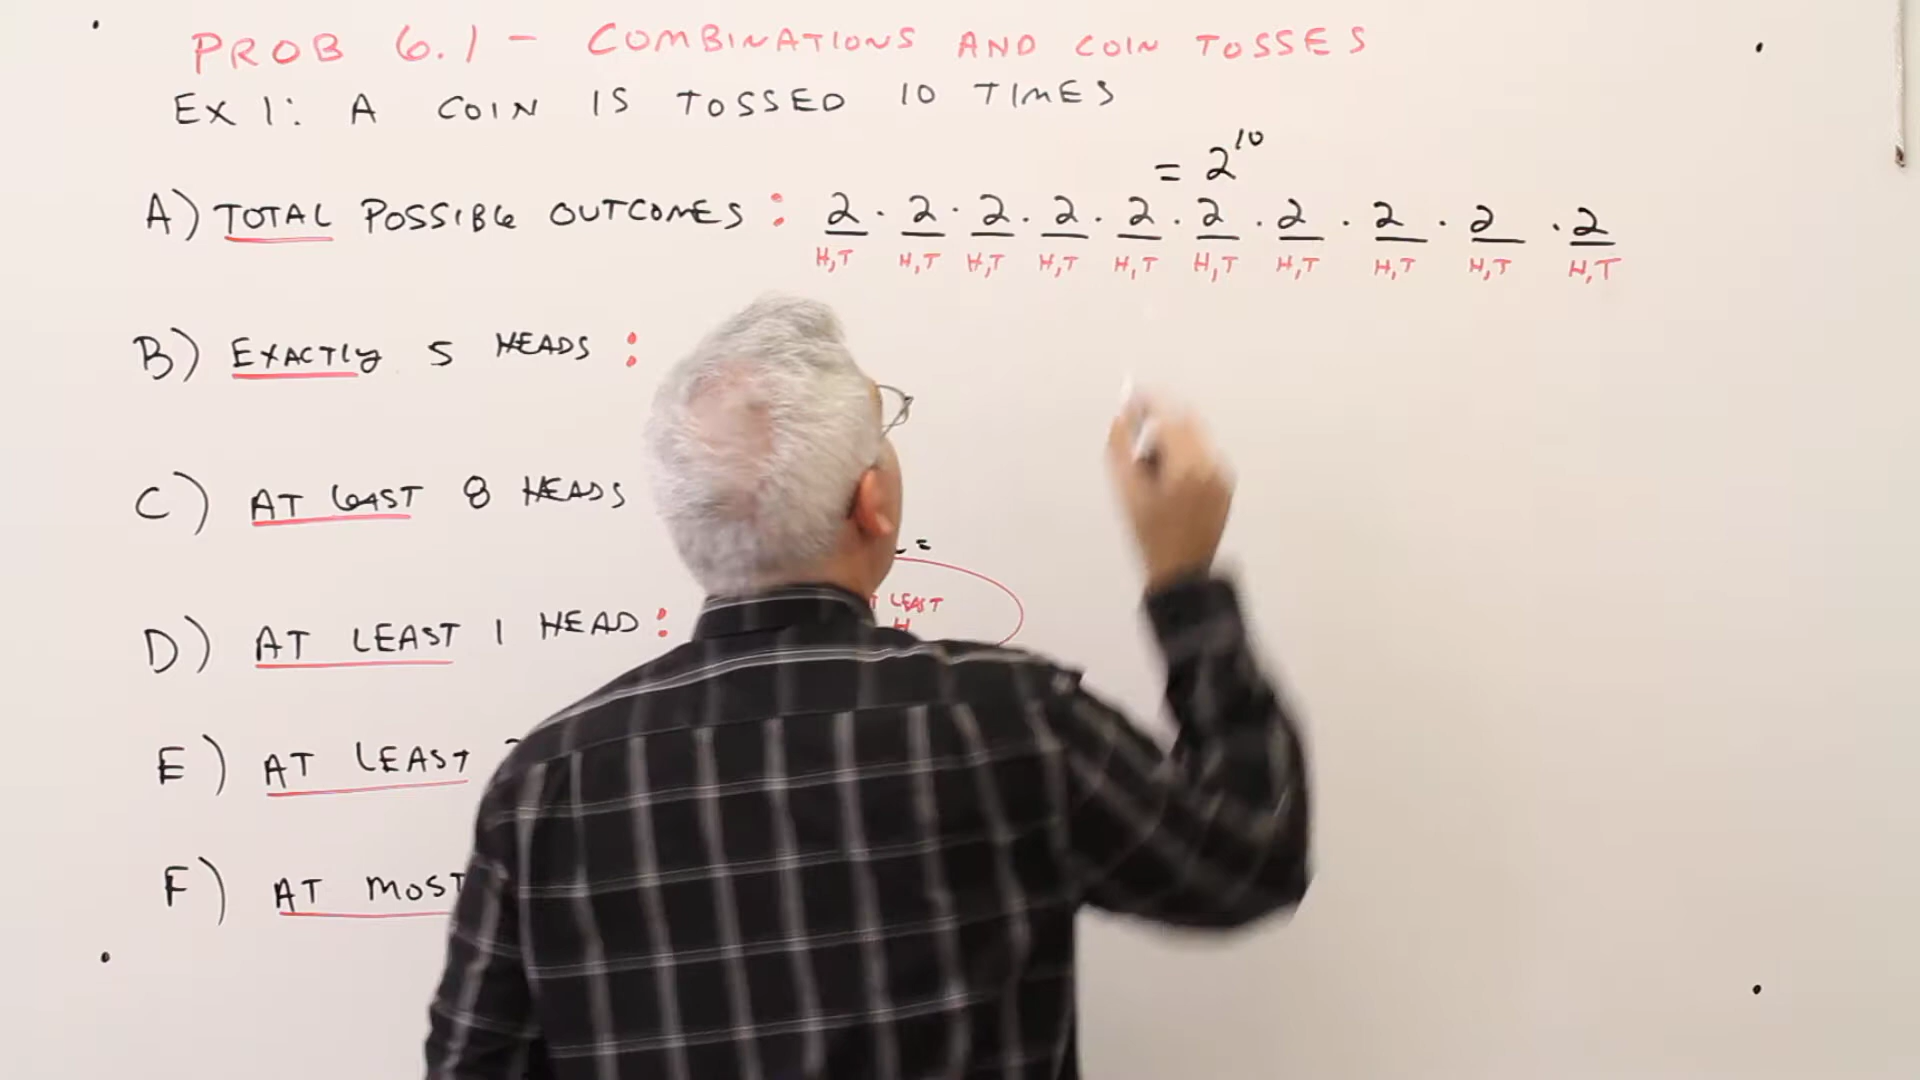 PROB 6.1 - COMBINATIONS AND COIN TOSSES
EX 1: A COIN IS TOSSED 10 TIMES
= 2^10
A) TOTAL POSSIBLE OUTCOMES: 2 · 2 · 2 · 2 · 2 · 2 · 2 · 2 · 2 · 2
H,T H,T H,T H,T H,T H,T H,T H,T H,T H,T
B) EXACTLY 5 HEADS:
C) AT LEAST 8 HEADS
=
LEAST
H
D) AT LEAST 1 HEAD:
E) AT LEAST
F) AT MOST